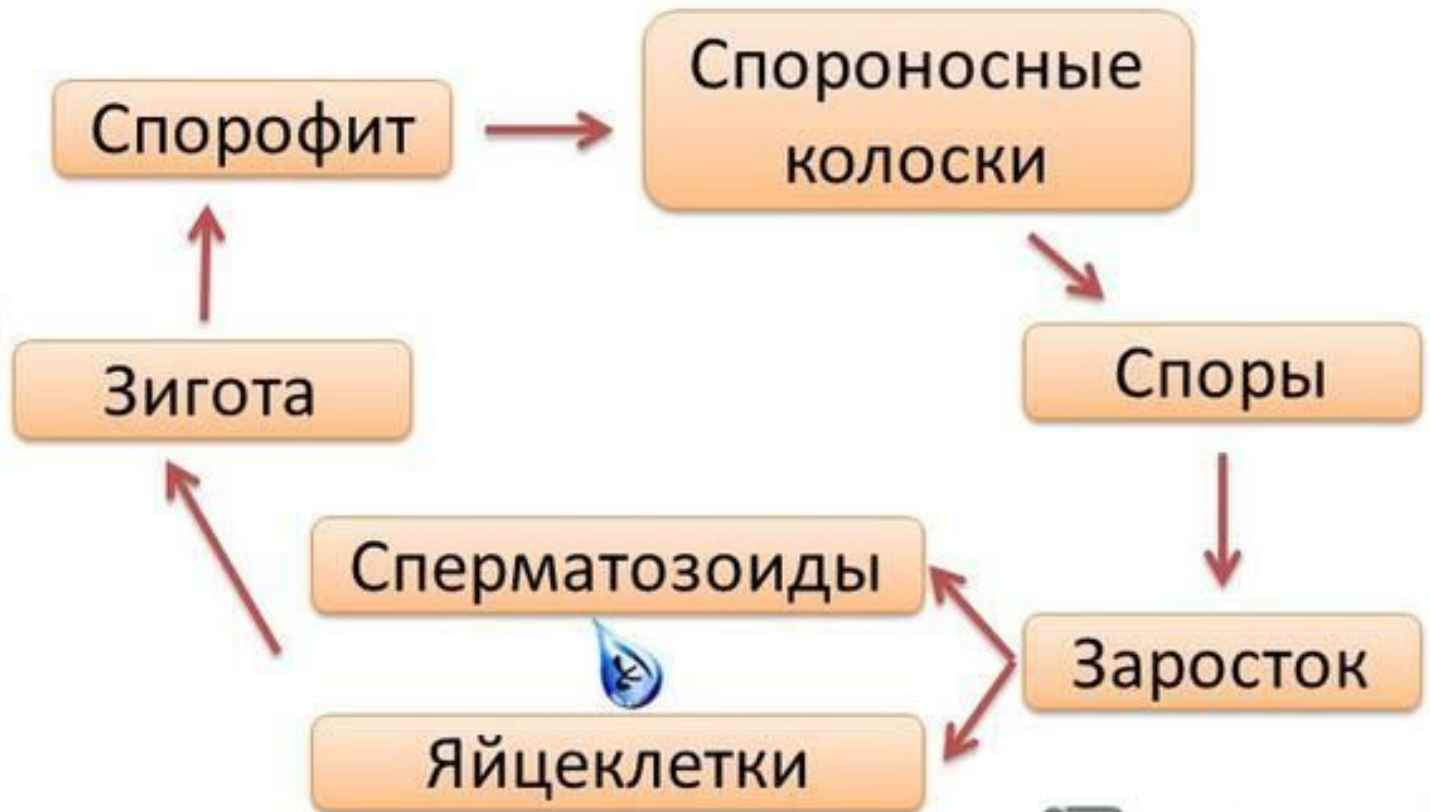 Спорофит
Спороносные
колоски
Зигота
Споры
Сперматозоиды
Заросток
Яйцеклетки